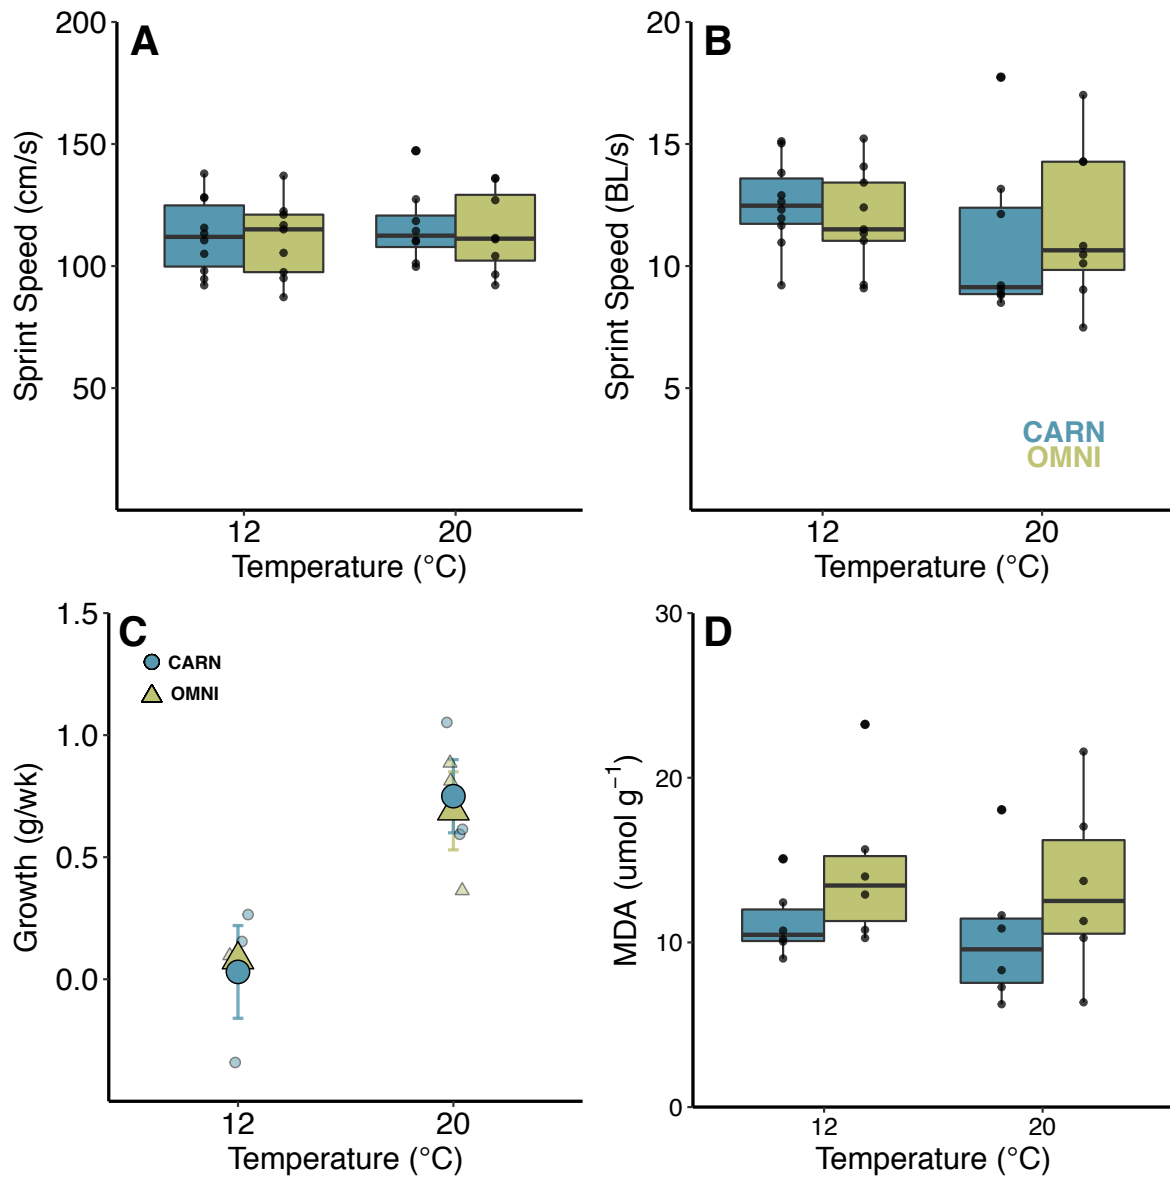 A
200
150
100
50
Sprint Speed (cm/s)
12
20
Temperature (°C)
B
20
15
10
5
Sprint Speed (BL/s)
CARN
OMNI
12
20
Temperature (°C)
C
1.5
1.0
0.5
0.0
Growth (g/wk)
CARN
OMNI
12
20
Temperature (°C)
D
30
20
10
0
MDA (umol g⁻¹)
12
20
Temperature (°C)